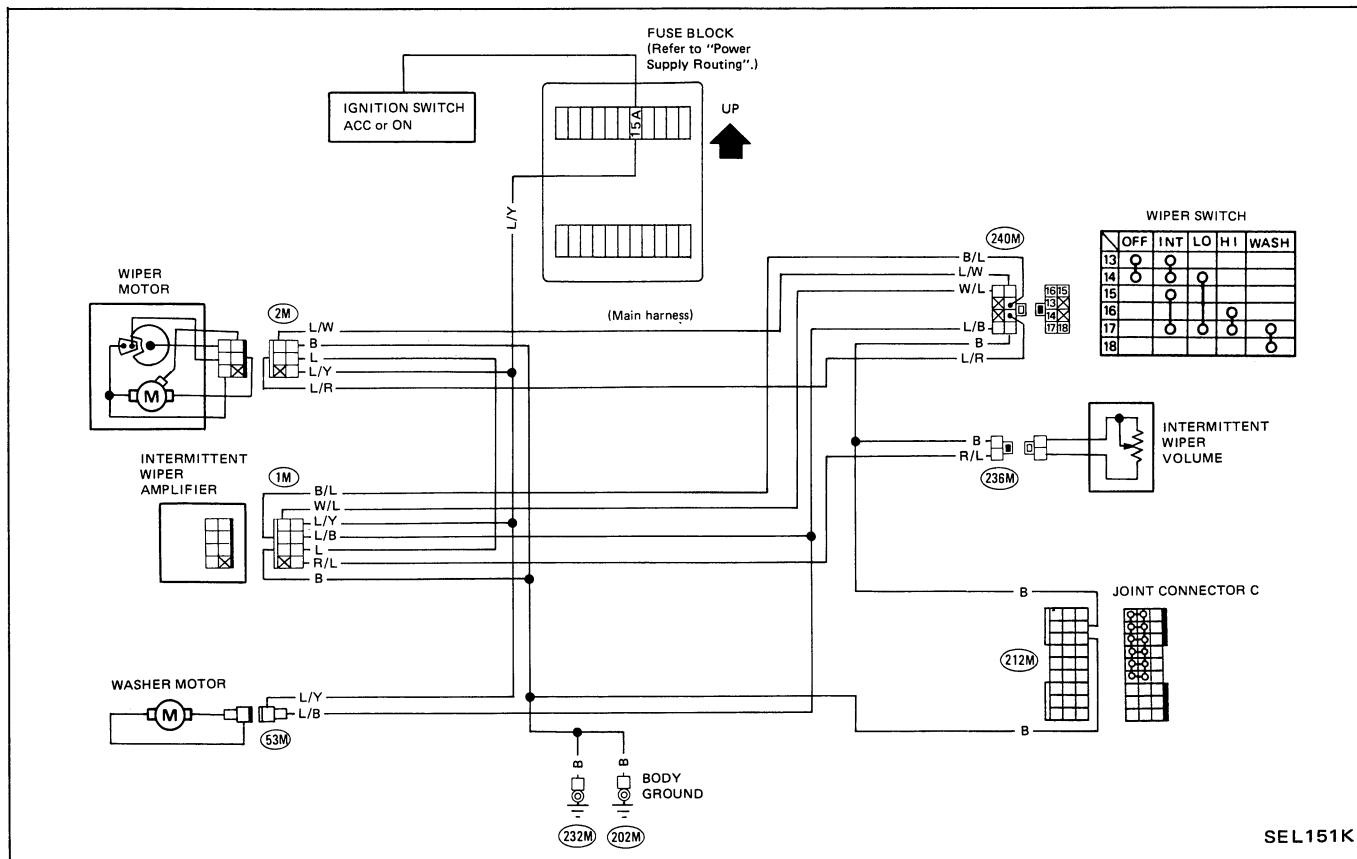 FUSE BLOCK
(Refer to "Power
Supply Routing".)
IGNITION SWITCH
ACC or ON
15A
UP
L/Y
WIPER SWITCH
OFF INT LO HI WASH
13
14
15
16
17
18
240M
B/L
L/W
W/L
L/B
B
L/R
16 15
13
14
17 18
WIPER
MOTOR
M
2M
L/W
B
L
L/Y
L/R
(Main harness)
INTERMITTENT
WIPER
VOLUME
B
R/L
236M
INTERMITTENT
WIPER
AMPLIFIER
1M
B/L
W/L
L/Y
L/B
L
R/L
B
JOINT CONNECTOR C
B
212M
B
WASHER MOTOR
M
L/Y
L/B
53M
B
B
BODY
GROUND
232M
202M
SEL151K